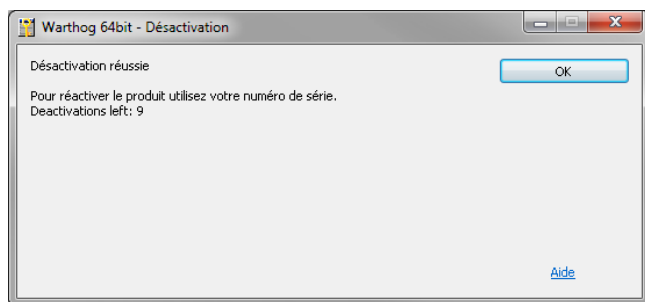 Warthog 64bit - Désactivation
Désactivation réussie
OK
Pour réactiver le produit utilisez votre numéro de série.
Deactivations left: 9
Aide